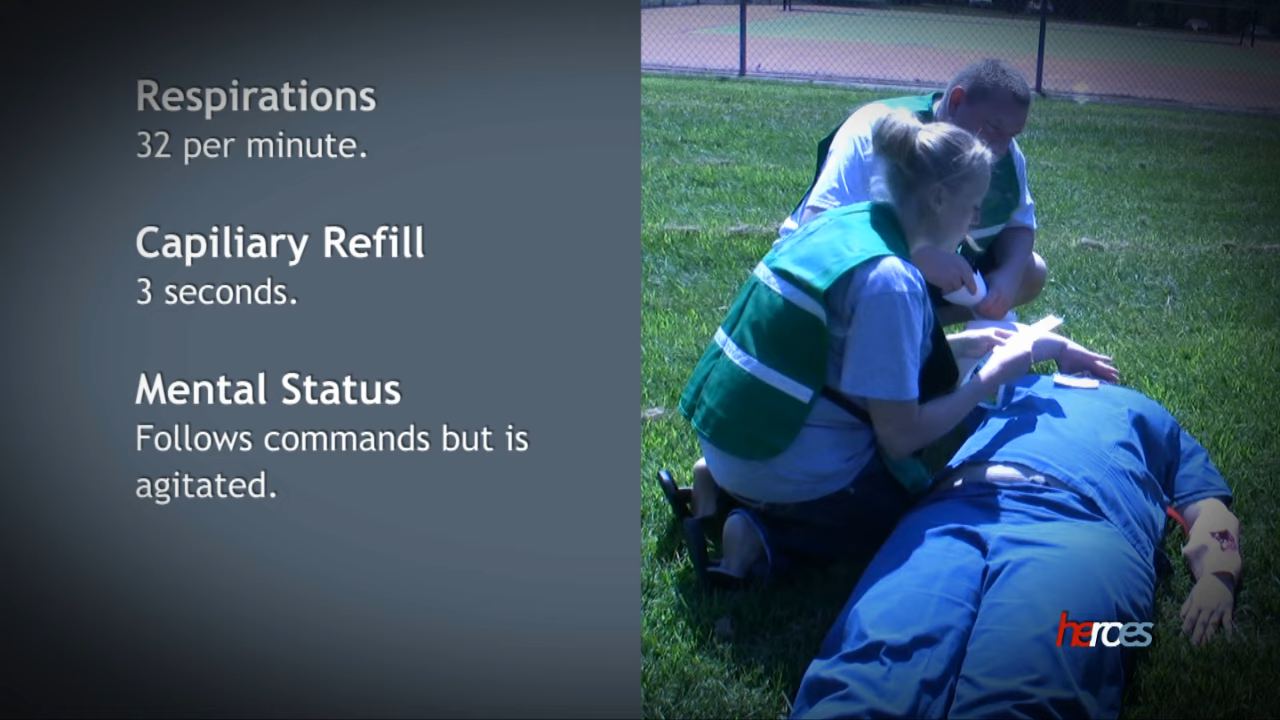 Respirations
32 per minute.
Capiliary Refill
3 seconds.
Mental Status
Follows commands but is
agitated.
heroes